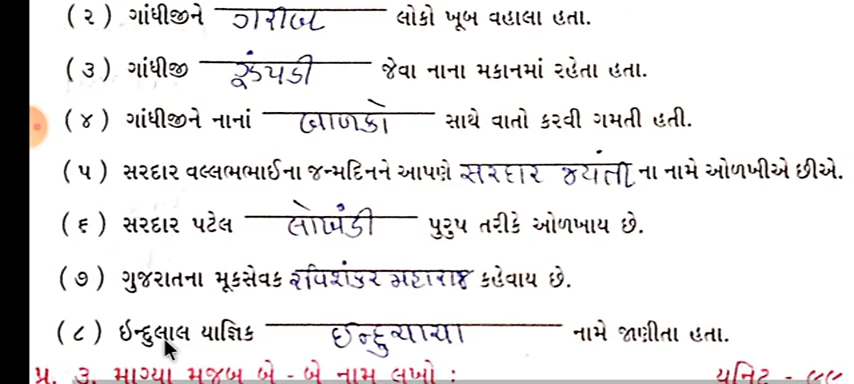 (૨) ગાંધીજીને ગરીબ લોકો ખૂબ વહાલા હતા.
(૩) ગાંધીજી ઝુંપડી જેવા નાના મકાનમાં રહેતા હતા.
(૪) ગાંધીજીને નાનાં બાળકો સાથે વાતો કરવી ગમતી હતી.
(૫) સરદાર વલ્લભભાઈના જન્મદિનને આપણે સરદાર જયંતી ના નામે ઓળખીએ છીએ.
(૬) સરદાર પટેલ લોખંડી પુરુષ તરીકે ઓળખાય છે.
(૭) ગુજરાતના મૂકસેવક રવિશંકર મહારાજ કહેવાય છે.
(૮) ઇન્દુલાલ યાજ્ઞિક ઈન્દુચાચા નામે જાણીતા હતા.
પ્ર. ૩. માગ્યા મુજબ બે - બે નામ લખો : યુનિટ - ૯૯